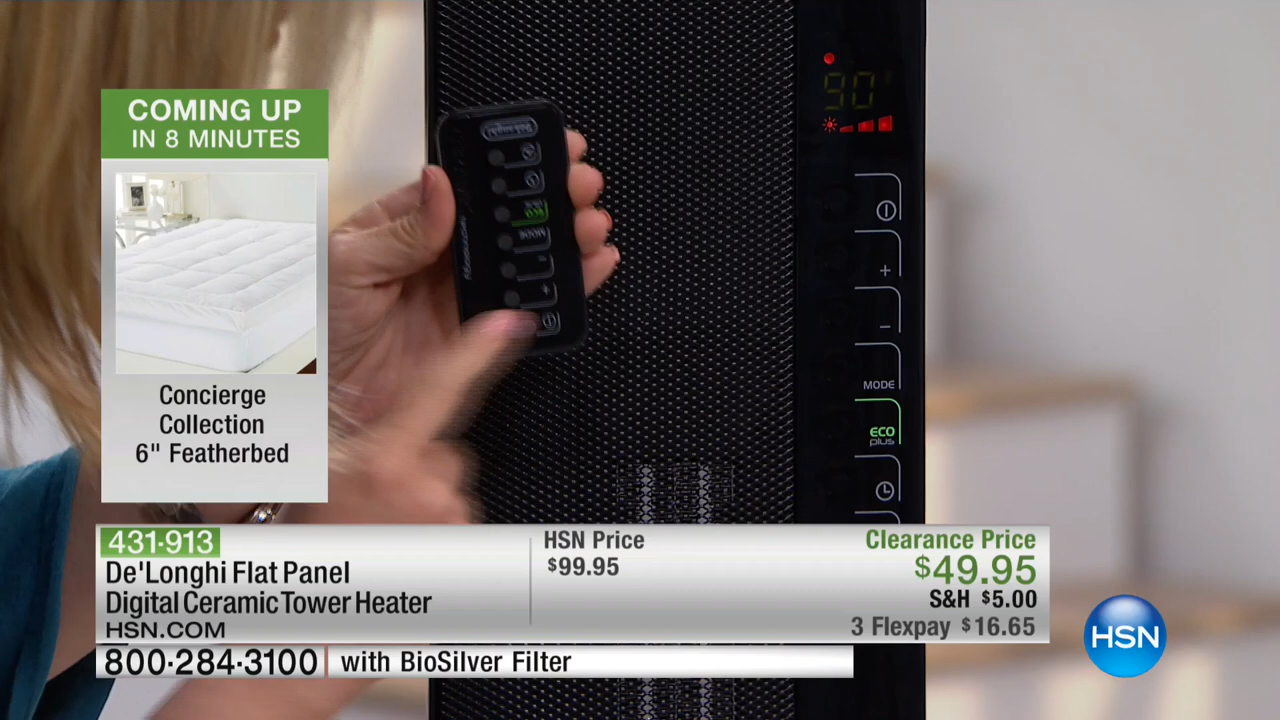 COMING UP
IN 8 MINUTES
Concierge
Collection
6" Featherbed
90°
MODE
ECO
plus
ECO
MODE
431-913
De'Longhi Flat Panel
Digital Ceramic Tower Heater
HSN.COM
HSN Price
$99.95
Clearance Price
$49.95
S&H $5.00
3 Flexpay $16.65
800-284-3100
with BioSilver Filter
HSN